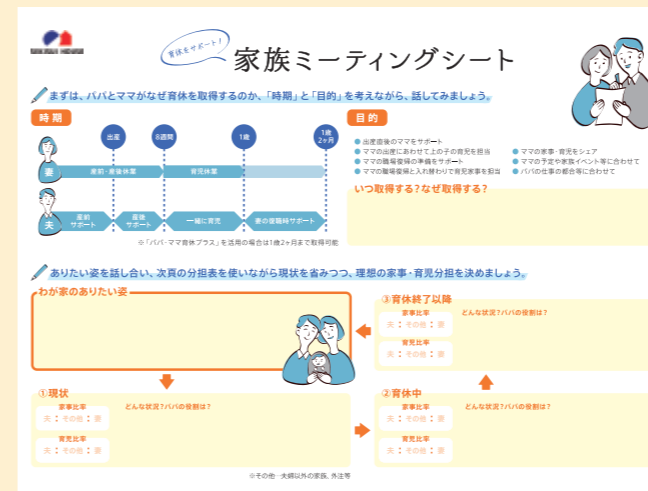 SEKISUI HOUSE
育休をサポート!
家族ミーティングシート
まずは、パパとママがなぜ育休を取得するのか、「時期」と「目的」を考えながら、話してみましょう。
時期
出産 8週間 1歳 1歳2ヶ月
妻 産前・産後休業 育児休業
夫 産前サポート 産後サポート 一緒に育児 妻の復職時サポート
※「パパ・ママ育休プラス」を活用の場合は1歳2ヶ月まで取得可能
目的
● 出産直後のママをサポート
● ママの出産にあわせて上の子の育児を担当
● ママの職場復帰の準備をサポート
● ママの職場復帰と入れ替わりで育児家事を担当
● ママの家事・育児をシェア
● ママの予定や家族イベント等に合わせて
● パパの仕事の都合等に合わせて
いつ取得する?なぜ取得する?
ありたい姿を話し合い、次頁の分担表を使いながら現状を省みつつ、理想の家事・育児分担を決めましょう。
わが家のありたい姿
①現状
家事比率
夫:その他:妻
育児比率
夫:その他:妻
どんな状況?パパの役割は?
②育休中
家事比率
夫:その他:妻
育児比率
夫:その他:妻
どんな状況?パパの役割は?
③育休終了以降
家事比率
夫:その他:妻
育児比率
夫:その他:妻
どんな状況?パパの役割は?
※その他…夫婦以外の家族、外注等